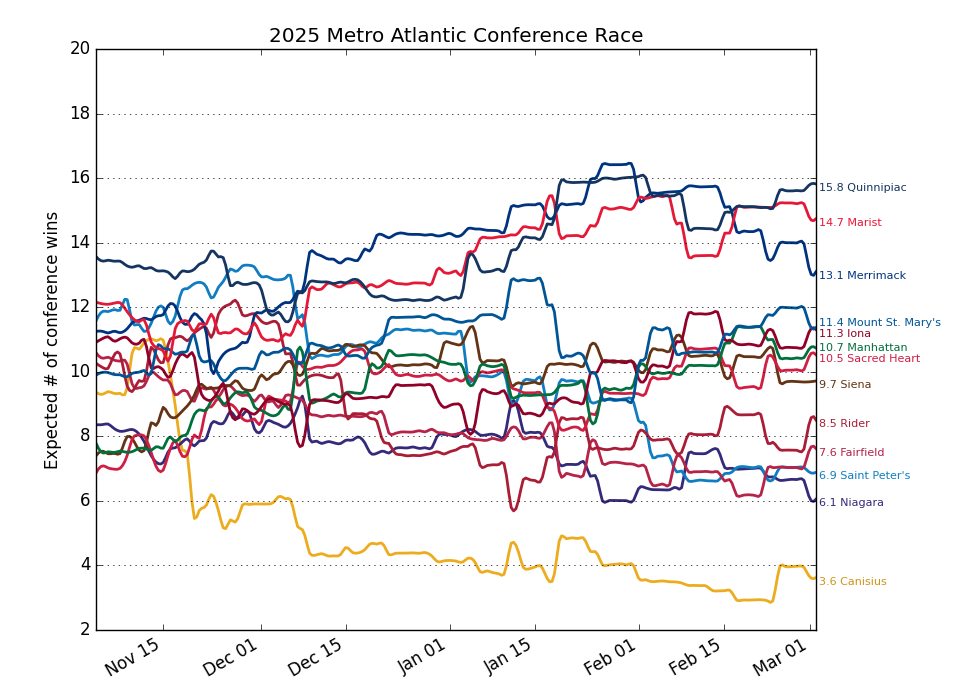 2025 Metro Atlantic Conference Race
Expected # of conference wins
20
18
16
14
12
10
8
6
4
2
Nov 15
Dec 01
Dec 15
Jan 01
Jan 15
Feb 01
Feb 15
Mar 01
15.8 Quinnipiac
14.7 Marist
13.1 Merrimack
11.4 Mount St. Mary's
11.3 Iona
10.7 Manhattan
10.5 Sacred Heart
9.7 Siena
8.5 Rider
7.6 Fairfield
6.9 Saint Peter's
6.1 Niagara
3.6 Canisius